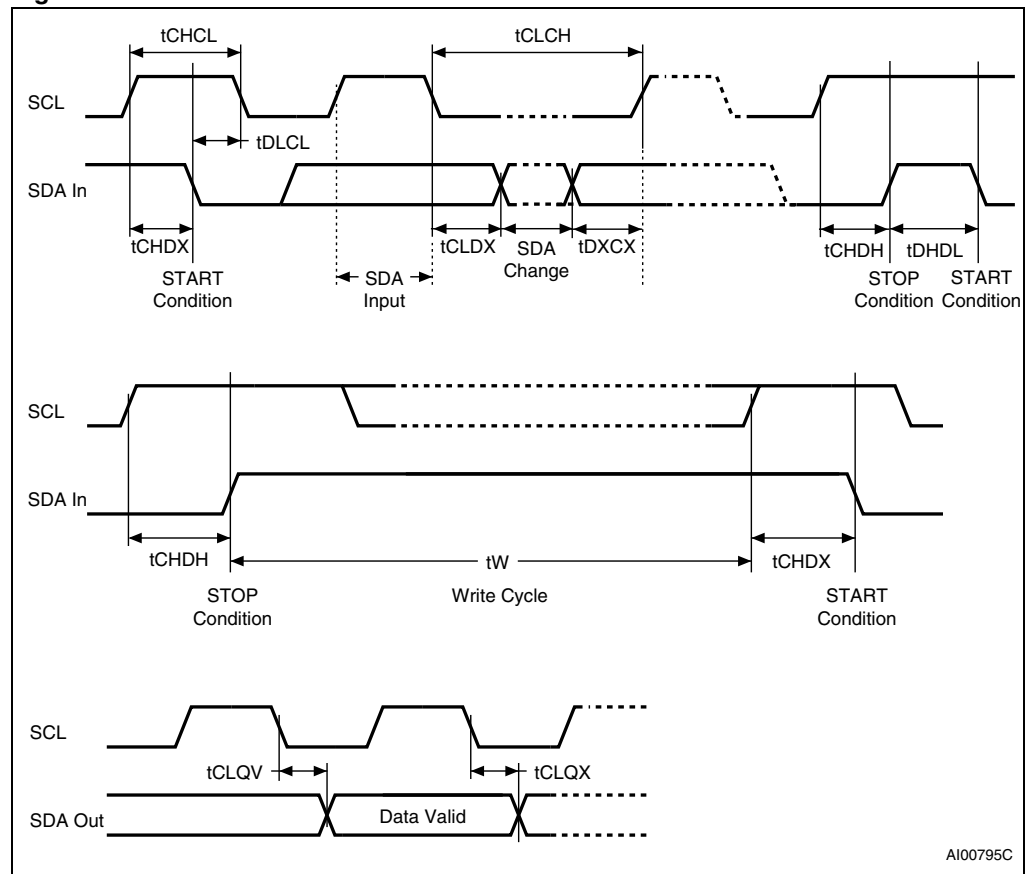 tCHCL
tCLCH
SCL
tDLCL
SDA In
tCHDX
tCLDX
SDA
Change
tDXCX
tCHDH
tDHDL
START
Condition
SDA
Input
STOP
Condition
START
Condition
SCL
SDA In
tCHDH
tW
tCHDX
STOP
Condition
Write Cycle
START
Condition
SCL
tCLQV
tCLQX
SDA Out
Data Valid
AI00795C